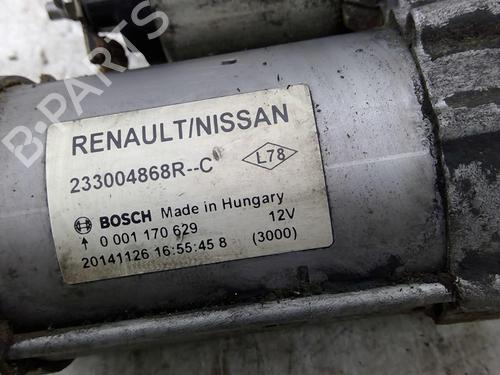 B-PARTS
RENAULT/NISSAN
233004868R--C
L78
BOSCH Made in Hungary 12V
0 001 170 629 (3000)
20141126 16:55:45 8